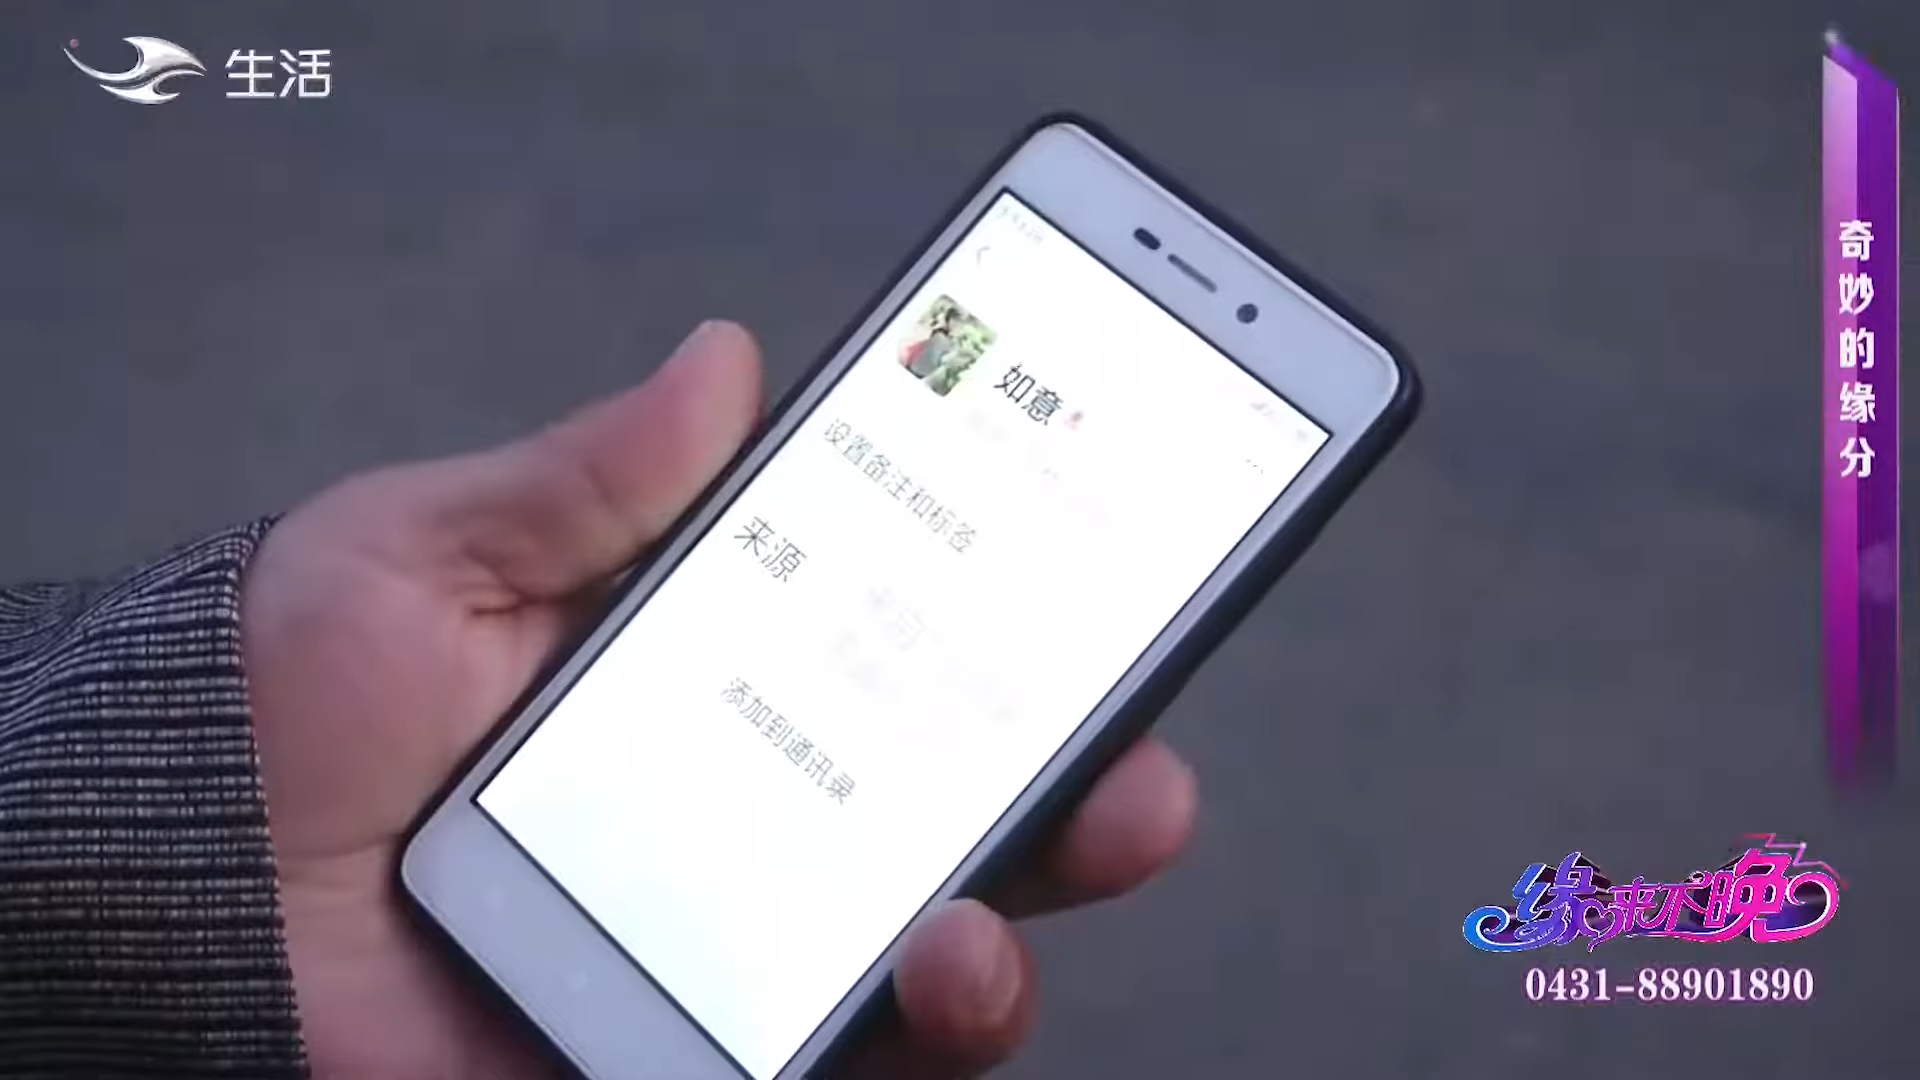 生活
如意
设置备注和标签
来源
添加到通讯录
奇妙的缘分
缘来不晚
0431-88901890